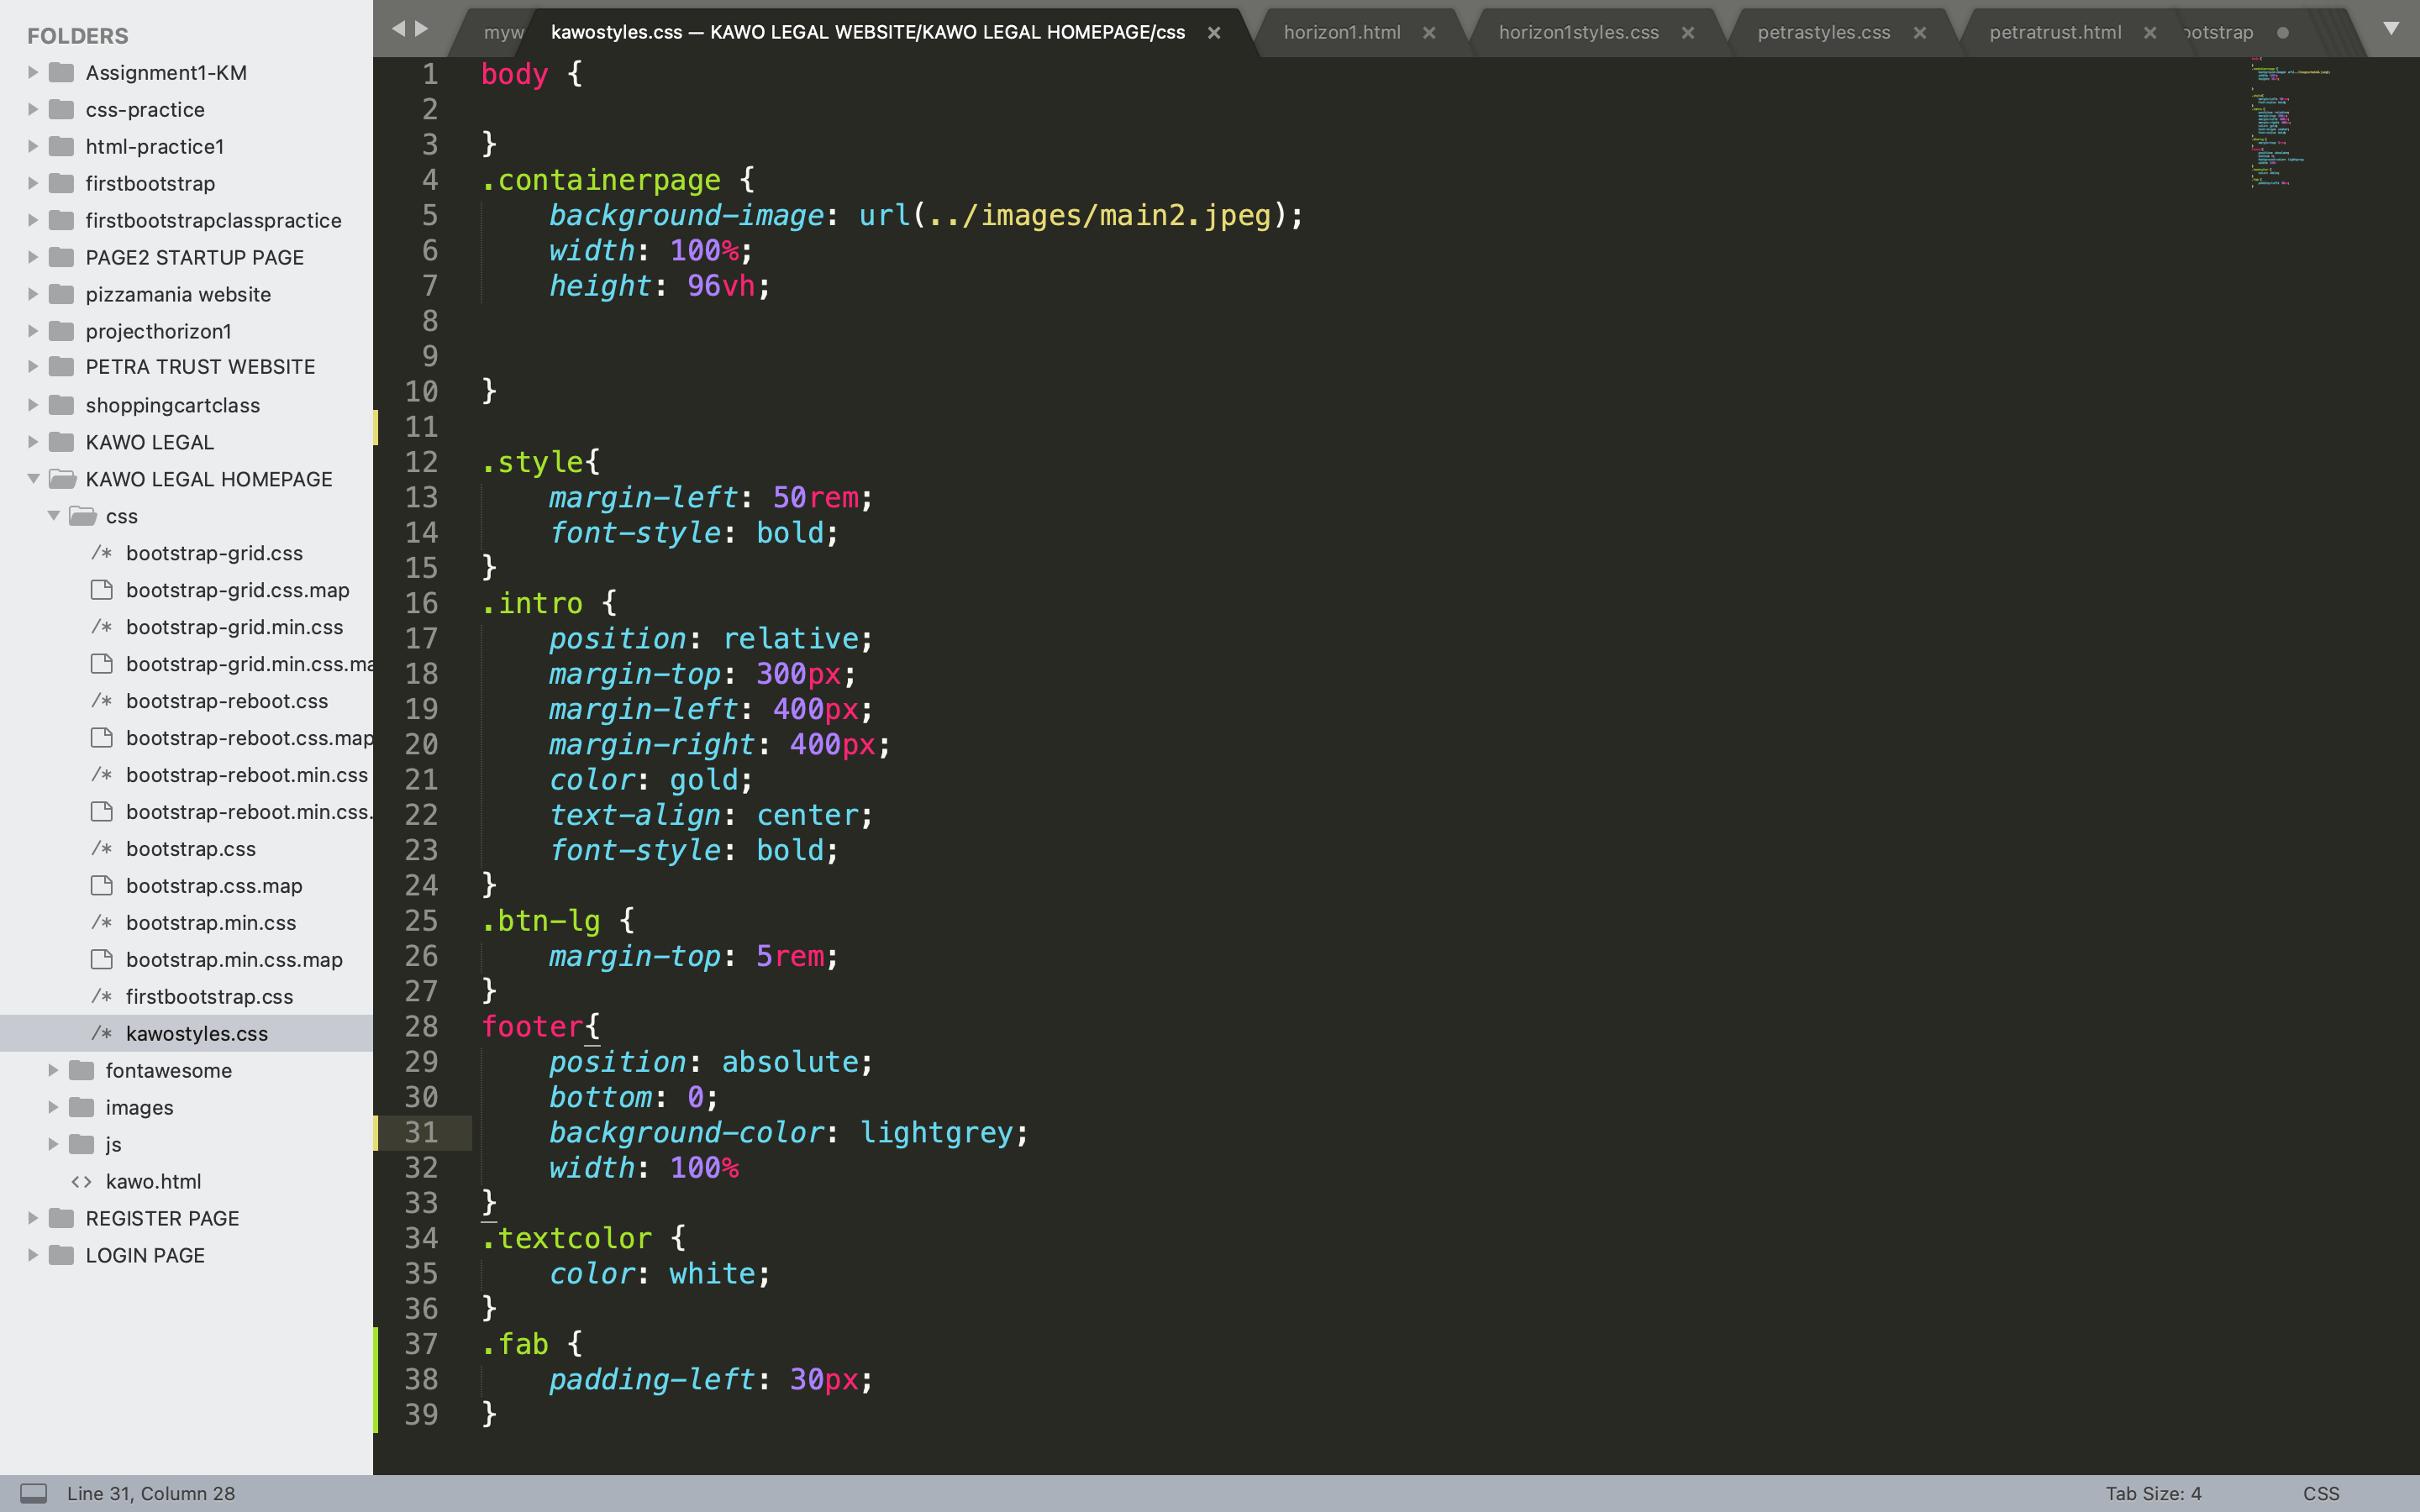 FOLDERS
Assignment1-KM
css-practice
html-practice1
firstbootstrap
firstbootstrapclasspractice
PAGE2 STARTUP PAGE
pizzamania website
projecthorizon1
PETRA TRUST WEBSITE
shoppingcartclass
KAWO LEGAL
KAWO LEGAL HOMEPAGE
css
/* bootstrap-grid.css
bootstrap-grid.css.map
/* bootstrap-grid.min.css
bootstrap-grid.min.css.ma
/* bootstrap-reboot.css
bootstrap-reboot.css.map
/* bootstrap-reboot.min.css
bootstrap-reboot.min.css.
/* bootstrap.css
bootstrap.css.map
/* bootstrap.min.css
bootstrap.min.css.map
/* firstbootstrap.css
/* kawostyles.css
fontawesome
images
js
<> kawo.html
REGISTER PAGE
LOGIN PAGE
myw kawostyles.css — KAWO LEGAL WEBSITE/KAWO LEGAL HOMEPAGE/css × horizon1.html × horizon1styles.css × petrastyles.css × petratrust.html × ootstrap
1 body {
2
3 }
4 .containerpage {
5     background-image: url(../images/main2.jpeg);
6     width: 100%;
7     height: 96vh;
8
9
10 }
11
12 .style{
13     margin-left: 50rem;
14     font-style: bold;
15 }
16 .intro {
17     position: relative;
18     margin-top: 300px;
19     margin-left: 400px;
20     margin-right: 400px;
21     color: gold;
22     text-align: center;
23     font-style: bold;
24 }
25 .btn-lg {
26     margin-top: 5rem;
27 }
28 footer{
29     position: absolute;
30     bottom: 0;
31     background-color: lightgrey;
32     width: 100%
33 }
34 .textcolor {
35     color: white;
36 }
37 .fab {
38     padding-left: 30px;
39 }
Line 31, Column 28
Tab Size: 4
CSS